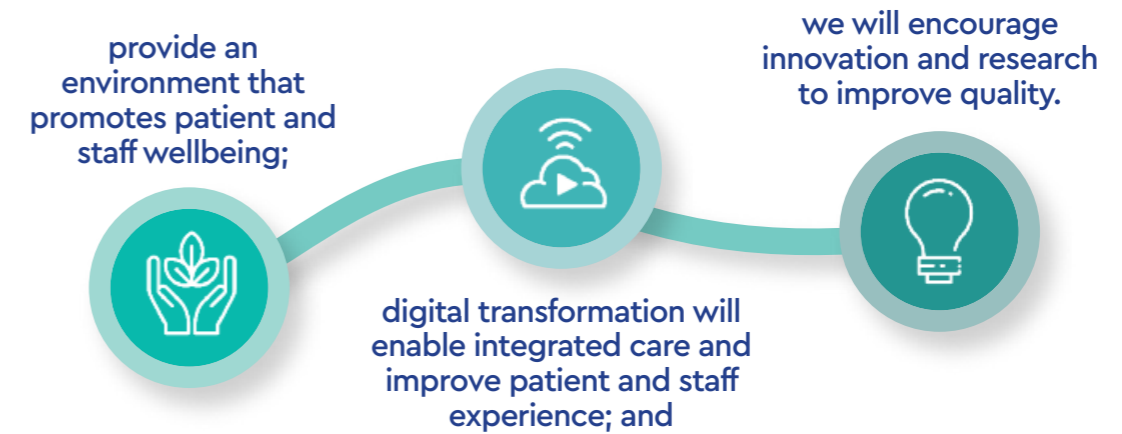 provide an
environment that
promotes patient and
staff wellbeing;
digital transformation will
enable integrated care and
improve patient and staff
experience; and
we will encourage
innovation and research
to improve quality.